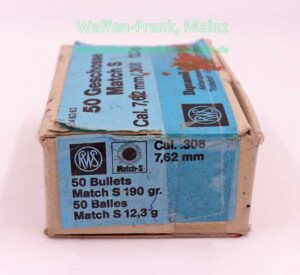 Waffen-Frank, Mainz
50 Geschosse
Match S
Cal. 7,62 mm/.308
RWS
Match-S
Cal. .308
7,62 mm
50 Bullets
Match S 190 gr.
50 Balles
Match S 12,3 g